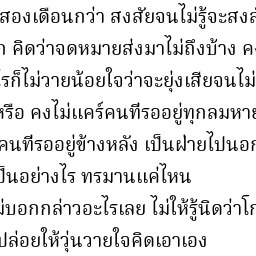 สองเดือนกว่า สงสัยจนไม่รู้จะสงสั
คิดว่าจดหมายส่งมาไม่ถึงบ้าง ค
รก็ไม่วายน้อยใจว่าจะยุ่งเสียจนไม่
หรือ คงไม่แคร์คนที่รออยู่ทุกลมหาย
คนที่รออยู่ข้างหลัง เป็นฝ่ายไปนอก
ป็นอย่างไร ทรมานแค่ไหน
ม่บอกกล่าวอะไรเลย ไม่ให้รู้นิดว่าโก
ปล่อยให้วุ่นวายใจคิดเอาเอง